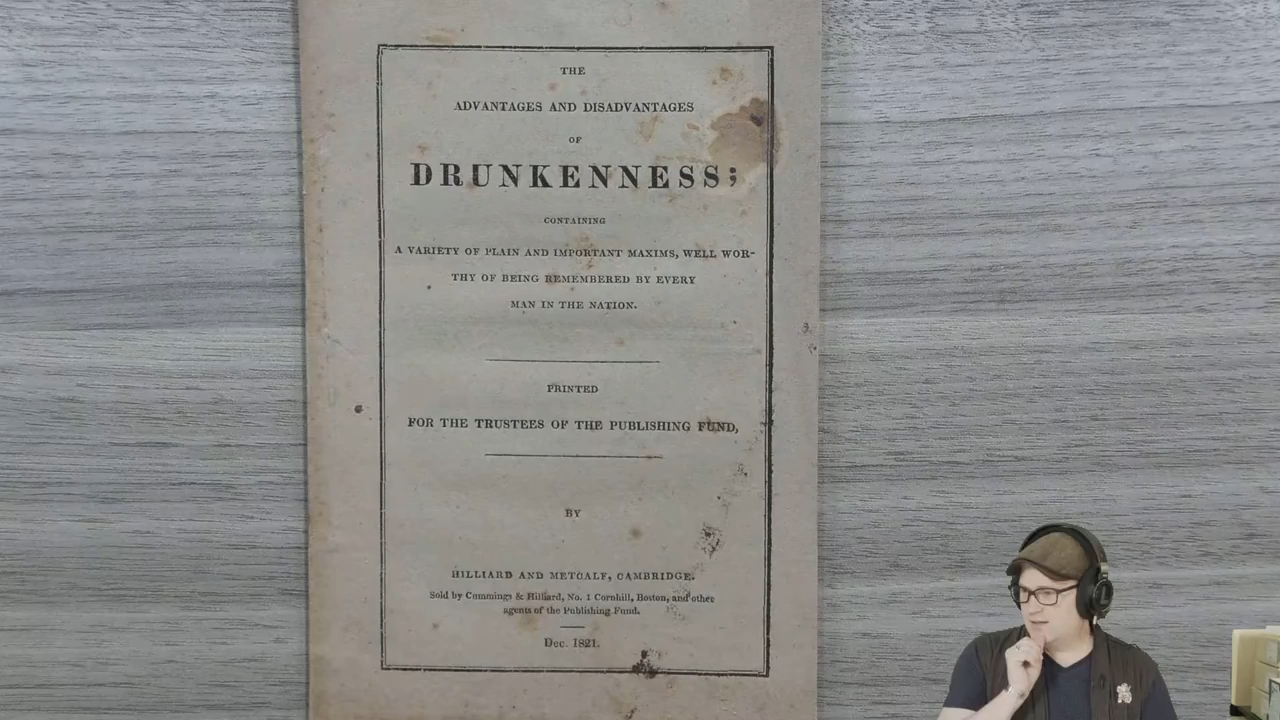 THE
ADVANTAGES AND DISADVANTAGES
OF
DRUNKENNESS;
CONTAINING
A VARIETY OF PLAIN AND IMPORTANT MAXIMS, WELL WOR-
THY OF BEING REMEMBERED BY EVERY
MAN IN THE NATION.
PRINTED
FOR THE TRUSTEES OF THE PUBLISHING FUND,
BY
HILLIARD AND METCALF, CAMBRIDGE.
Sold by Cummings & Hilliard, No. 1 Cornhill, Boston, and other
agents of the Publishing Fund.
Dec. 1821.